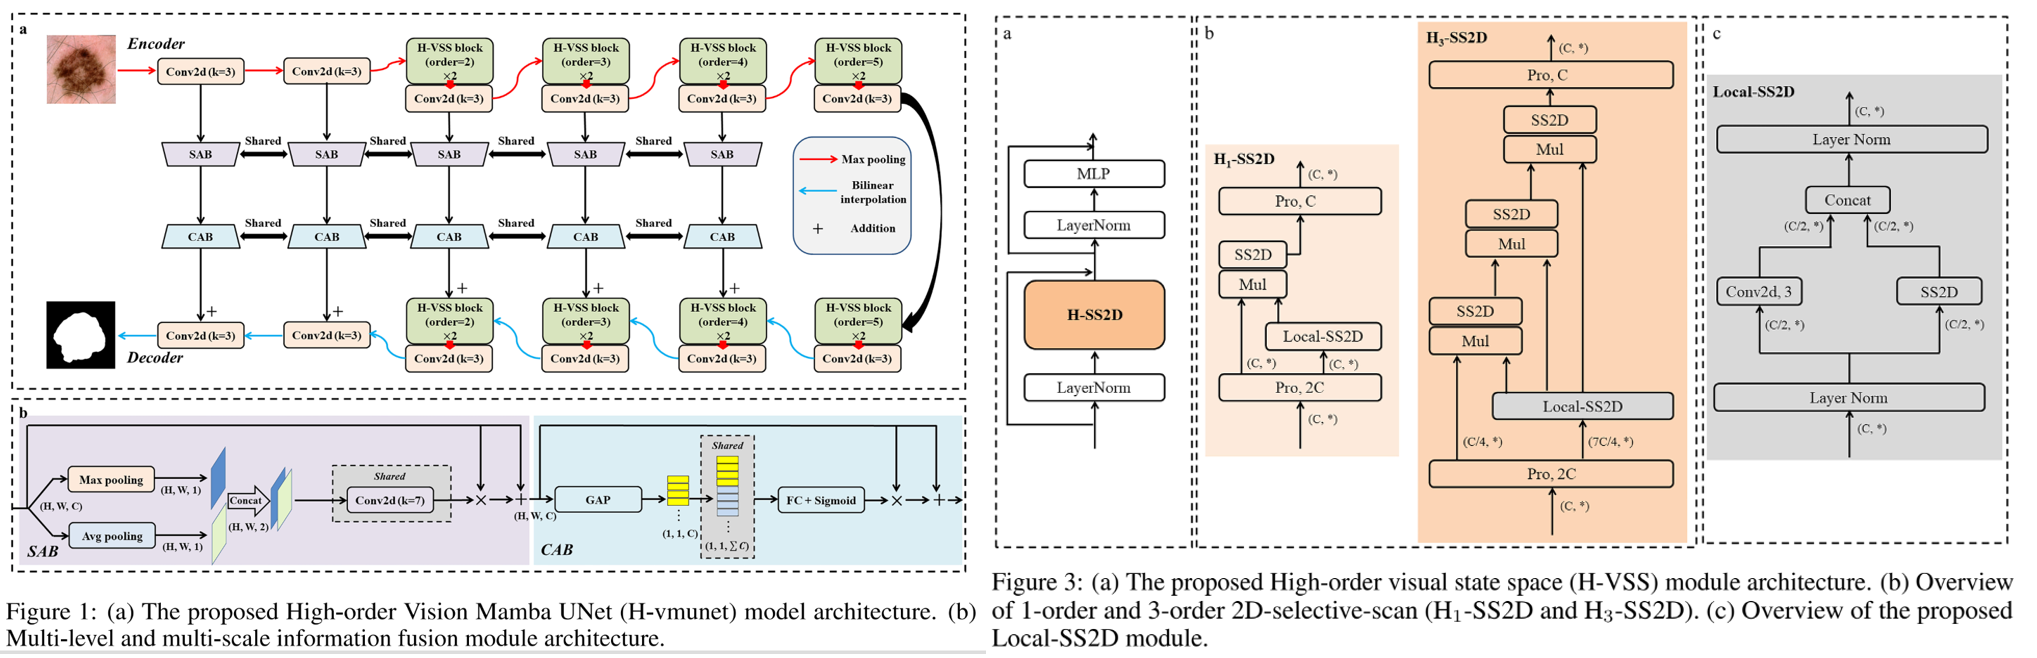 a
Encoder
Conv2d (k=3)
Conv2d (k=3)
H-VSS block
(order=2)
×2
Conv2d (k=3)
H-VSS block
(order=3)
×2
Conv2d (k=3)
H-VSS block
(order=4)
×2
Conv2d (k=3)
H-VSS block
(order=5)
×2
Conv2d (k=3)
Shared
Shared
Shared
Shared
SAB
SAB
SAB
SAB
SAB
Shared
Shared
Shared
Shared
CAB
CAB
CAB
CAB
CAB
Max pooling
Bilinear
interpolation
+ Addition
+
+
+
+
+
Conv2d (k=3)
Conv2d (k=3)
H-VSS block
(order=2)
×2
Conv2d (k=3)
H-VSS block
(order=3)
×2
Conv2d (k=3)
H-VSS block
(order=4)
×2
Conv2d (k=3)
H-VSS block
(order=5)
×2
Conv2d (k=3)
Decoder
b
Max pooling
(H, W, 1)
(H, W, C)
Avg pooling
(H, W, 1)
Concat
(H, W, 2)
Shared
Conv2d (k=7)
×
+
(H, W, C)
SAB
GAP
(1, 1, C)
Shared
(1, 1, ∑ C)
FC + Sigmoid
×
+
CAB
Figure 1: (a) The proposed High-order Vision Mamba UNet (H-vmunet) model architecture. (b)
Multi-level and multi-scale information fusion module architecture.
a
MLP
LayerNorm
H-SS2D
LayerNorm
b
H₁-SS2D
(C, *)
Pro, C
SS2D
Mul
Local-SS2D
(C, *)
(C, *)
Pro, 2C
(C, *)
H₃-SS2D
(C, *)
Pro, C
SS2D
Mul
SS2D
Mul
SS2D
Mul
Local-SS2D
(C/4, *)
(7C/4, *)
Pro, 2C
(C, *)
c
Local-SS2D
(C, *)
Layer Norm
Concat
(C/2, *)
(C/2, *)
Conv2d, 3
SS2D
(C/2, *)
(C/2, *)
Layer Norm
(C, *)
Figure 3: (a) The proposed High-order visual state space (H-VSS) module architecture. (b) Overview
of 1-order and 3-order 2D-selective-scan (H₁-SS2D and H₃-SS2D). (c) Overview of the proposed
Local-SS2D module.